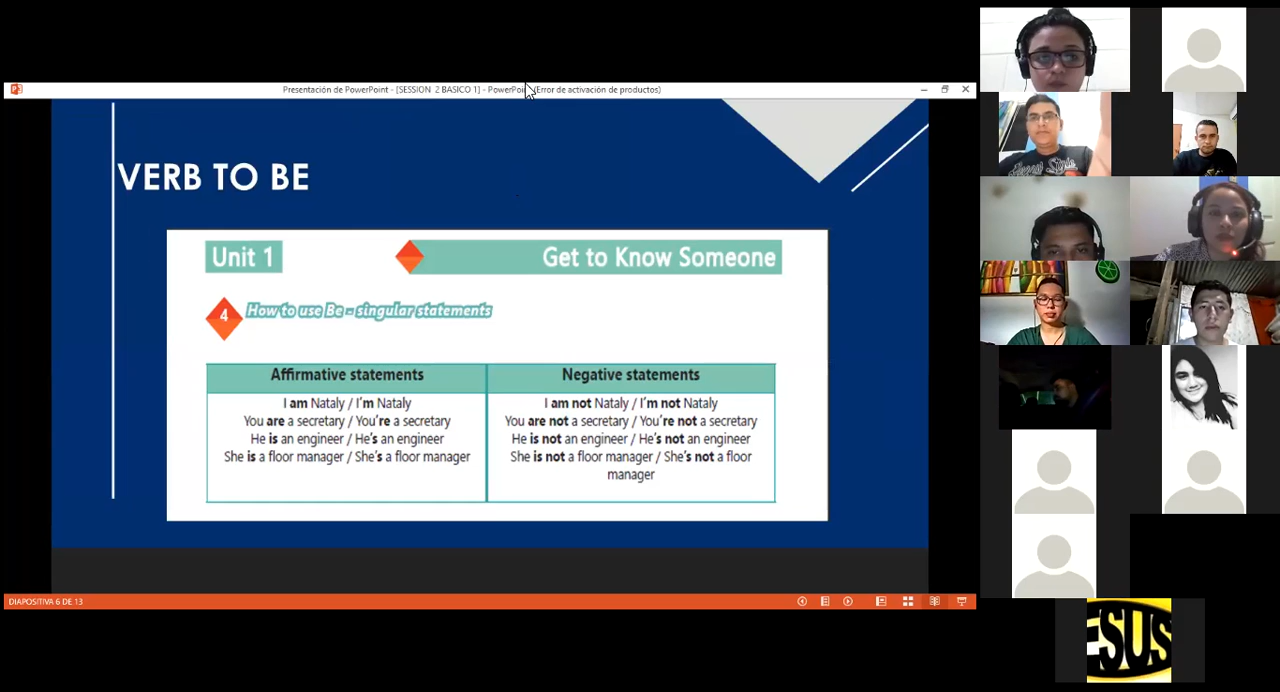 Presentación de PowerPoint - [SESSION 2 BASICO 1] - PowerPoint (Error de activación de productos)
VERB TO BE
Unit 1
Get to Know Someone
4
How to use Be - singular statements
Affirmative statements
I am Nataly / I'm Nataly
You are a secretary / You're a secretary
He is an engineer / He's an engineer
She is a floor manager / She's a floor manager
Negative statements
I am not Nataly / I'm not Nataly
You are not a secretary / You're not a secretary
He is not an engineer / He's not an engineer
She is not a floor manager / She's not a floor
manager
DIAPOSITIVA 6 DE 13
ESUS